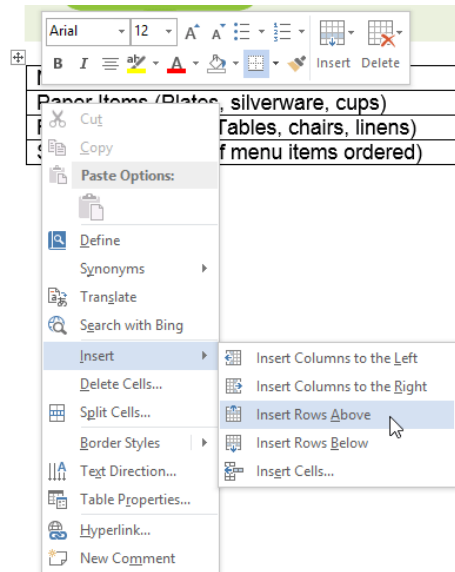 Arial 12 A A
B I ab A Insert Delete
Paper Items (Plates, silverware, cups)
Tables, chairs, linens)
f menu items ordered)
Cut
Copy
Paste Options:
Define
Synonyms
Translate
Search with Bing
Insert
Delete Cells...
Split Cells...
Border Styles
Text Direction...
Table Properties...
Hyperlink...
New Comment
Insert Columns to the Left
Insert Columns to the Right
Insert Rows Above
Insert Rows Below
Insert Cells...